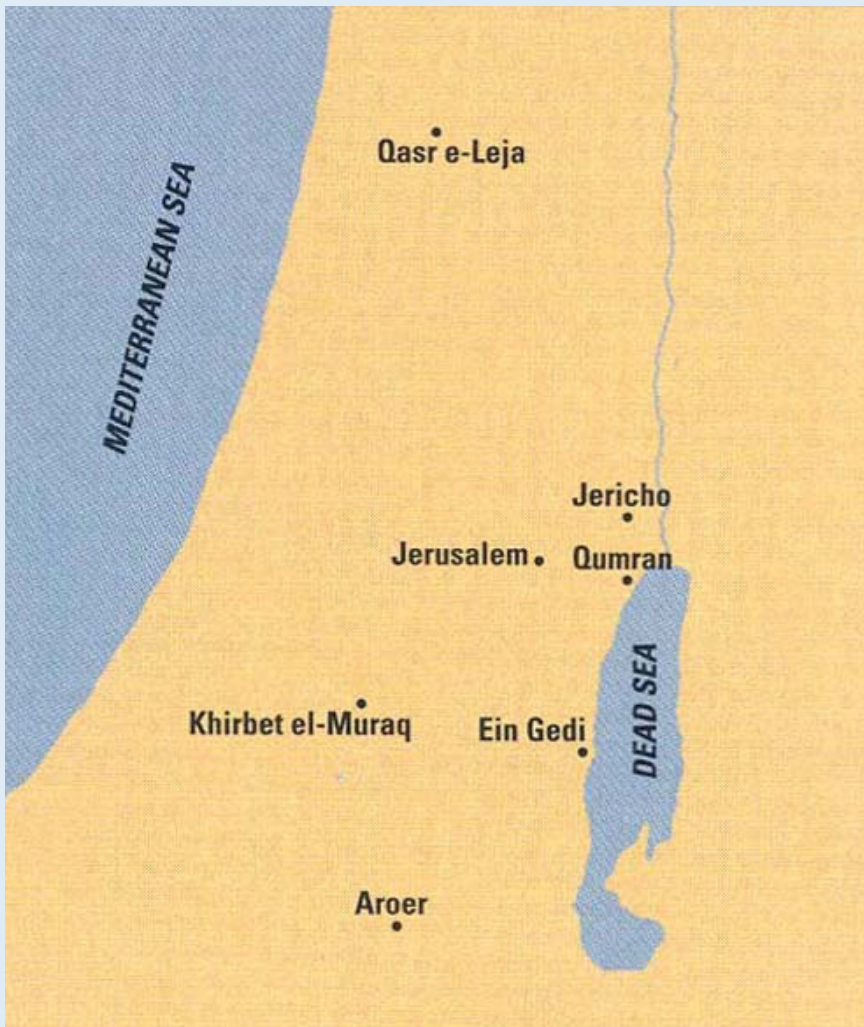 Qasr e-Leja
MEDITERRANEAN SEA
Jericho
Jerusalem
Qumran
DEAD SEA
Khirbet el-Muraq
Ein Gedi
Aroer